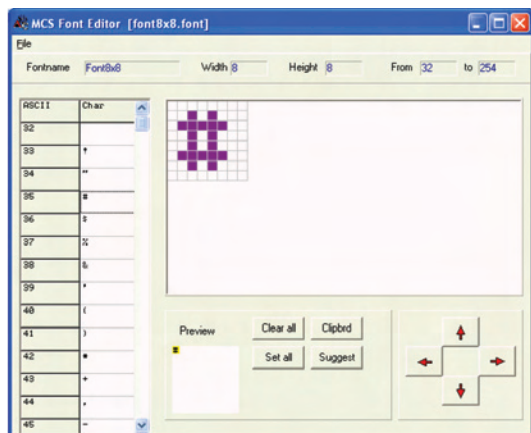 MCS Font Editor [font8x8.font]
File
Fontname Font8x8 Width 8 Height 8 From 32 to 254
ASCII Char
32
33 !
34 "
35 #
36 $
37 %
38 &
39 '
40 (
41 )
42 *
43 +
44 ,
45 -
Preview Clear all Clipbrd
# Set all Suggest